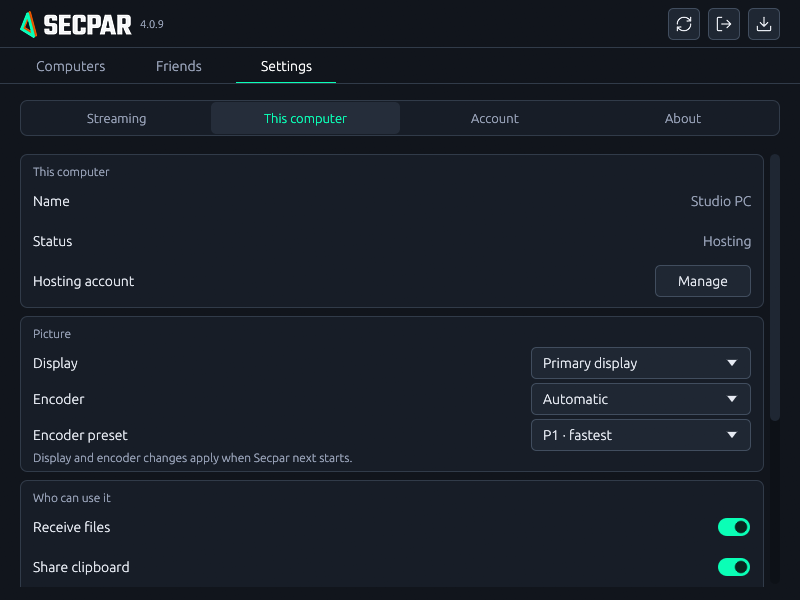 SECPAR 4.0.9
Computers Friends Settings
Streaming This computer Account About
This computer
Name Studio PC
Status Hosting
Hosting account Manage
Picture
Display Primary display
Encoder Automatic
Encoder preset P1 · fastest
Display and encoder changes apply when Secpar next starts.
Who can use it
Receive files
Share clipboard